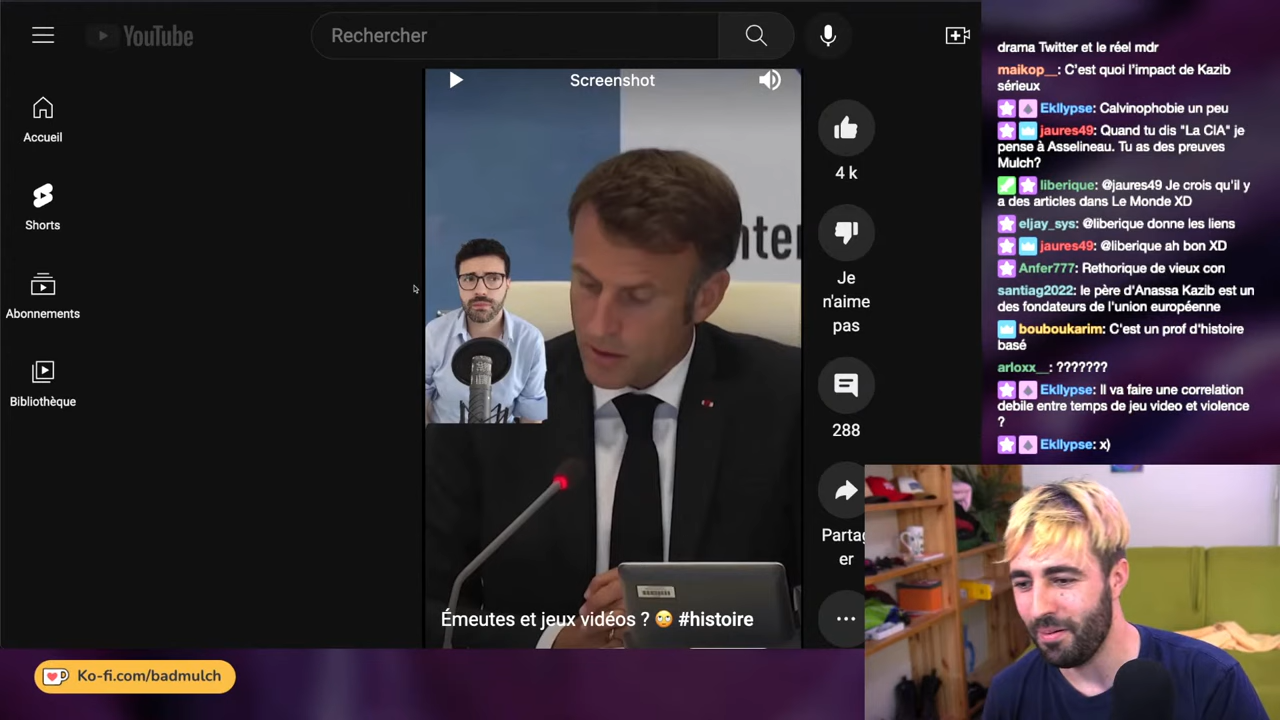 YouTube
Rechercher
Accueil
Shorts
Abonnements
Bibliothèque
Screenshot
nter
4 k
Je
n'aime
pas
288
Partag
er
Émeutes et jeux vidéos ? 🙄 #histoire
Ko-fi.com/badmulch
drama Twitter et le réel mdr
maikop__: C'est quoi l'impact de Kazib
sérieux
Ekllypse: Calvinophobie un peu
jaures49: Quand tu dis "La CIA" je
pense à Asselineau. Tu as des preuves
Mulch?
liberique: @jaures49 Je crois qu'il y
a des articles dans Le Monde XD
eljay_sys: @liberique donne les liens
jaures49: @liberique ah bon XD
Anfer777: Rethorique de vieux con
santiag2022: le père d'Anassa Kazib est un
des fondateurs de l'union européenne
bouboukarim: C'est un prof d'histoire
basé
arloxx__: ???????
Ekllypse: Il va faire une correlation
debile entre temps de jeu video et violence
?
Ekllypse: x)